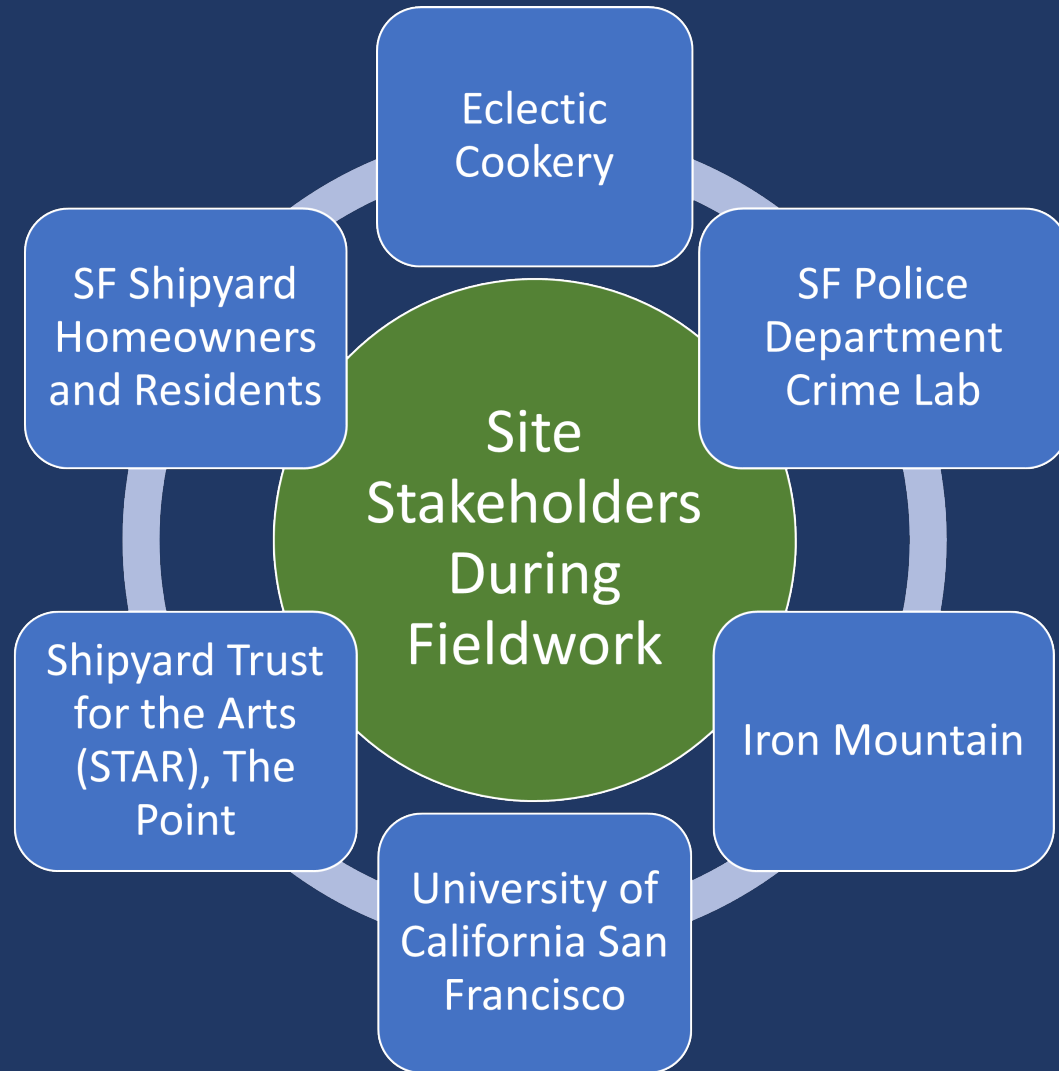 Eclectic
Cookery
SF Police
Department
Crime Lab
Iron Mountain
University of
California San
Francisco
Shipyard Trust
for the Arts
(STAR), The
Point
SF Shipyard
Homeowners
and Residents
Site
Stakeholders
During
Fieldwork